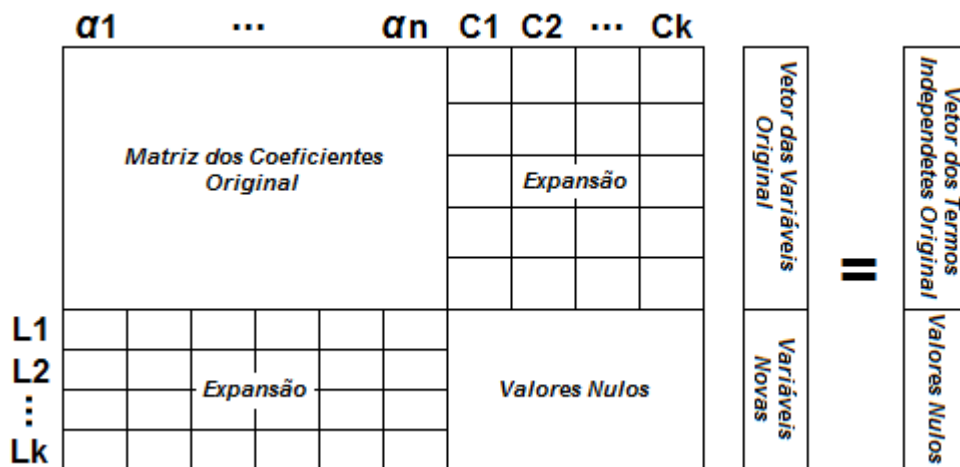 α1 ... αn C1 C2 ... Ck
Matriz dos Coeficientes
Original
Expansão
Vetor das Variáveis
Original
=
Vetor dos Termos
Independetes Original
L1
L2
...
Lk
Expansão
Valores Nulos
Variáveis
Novas
Valores Nulos